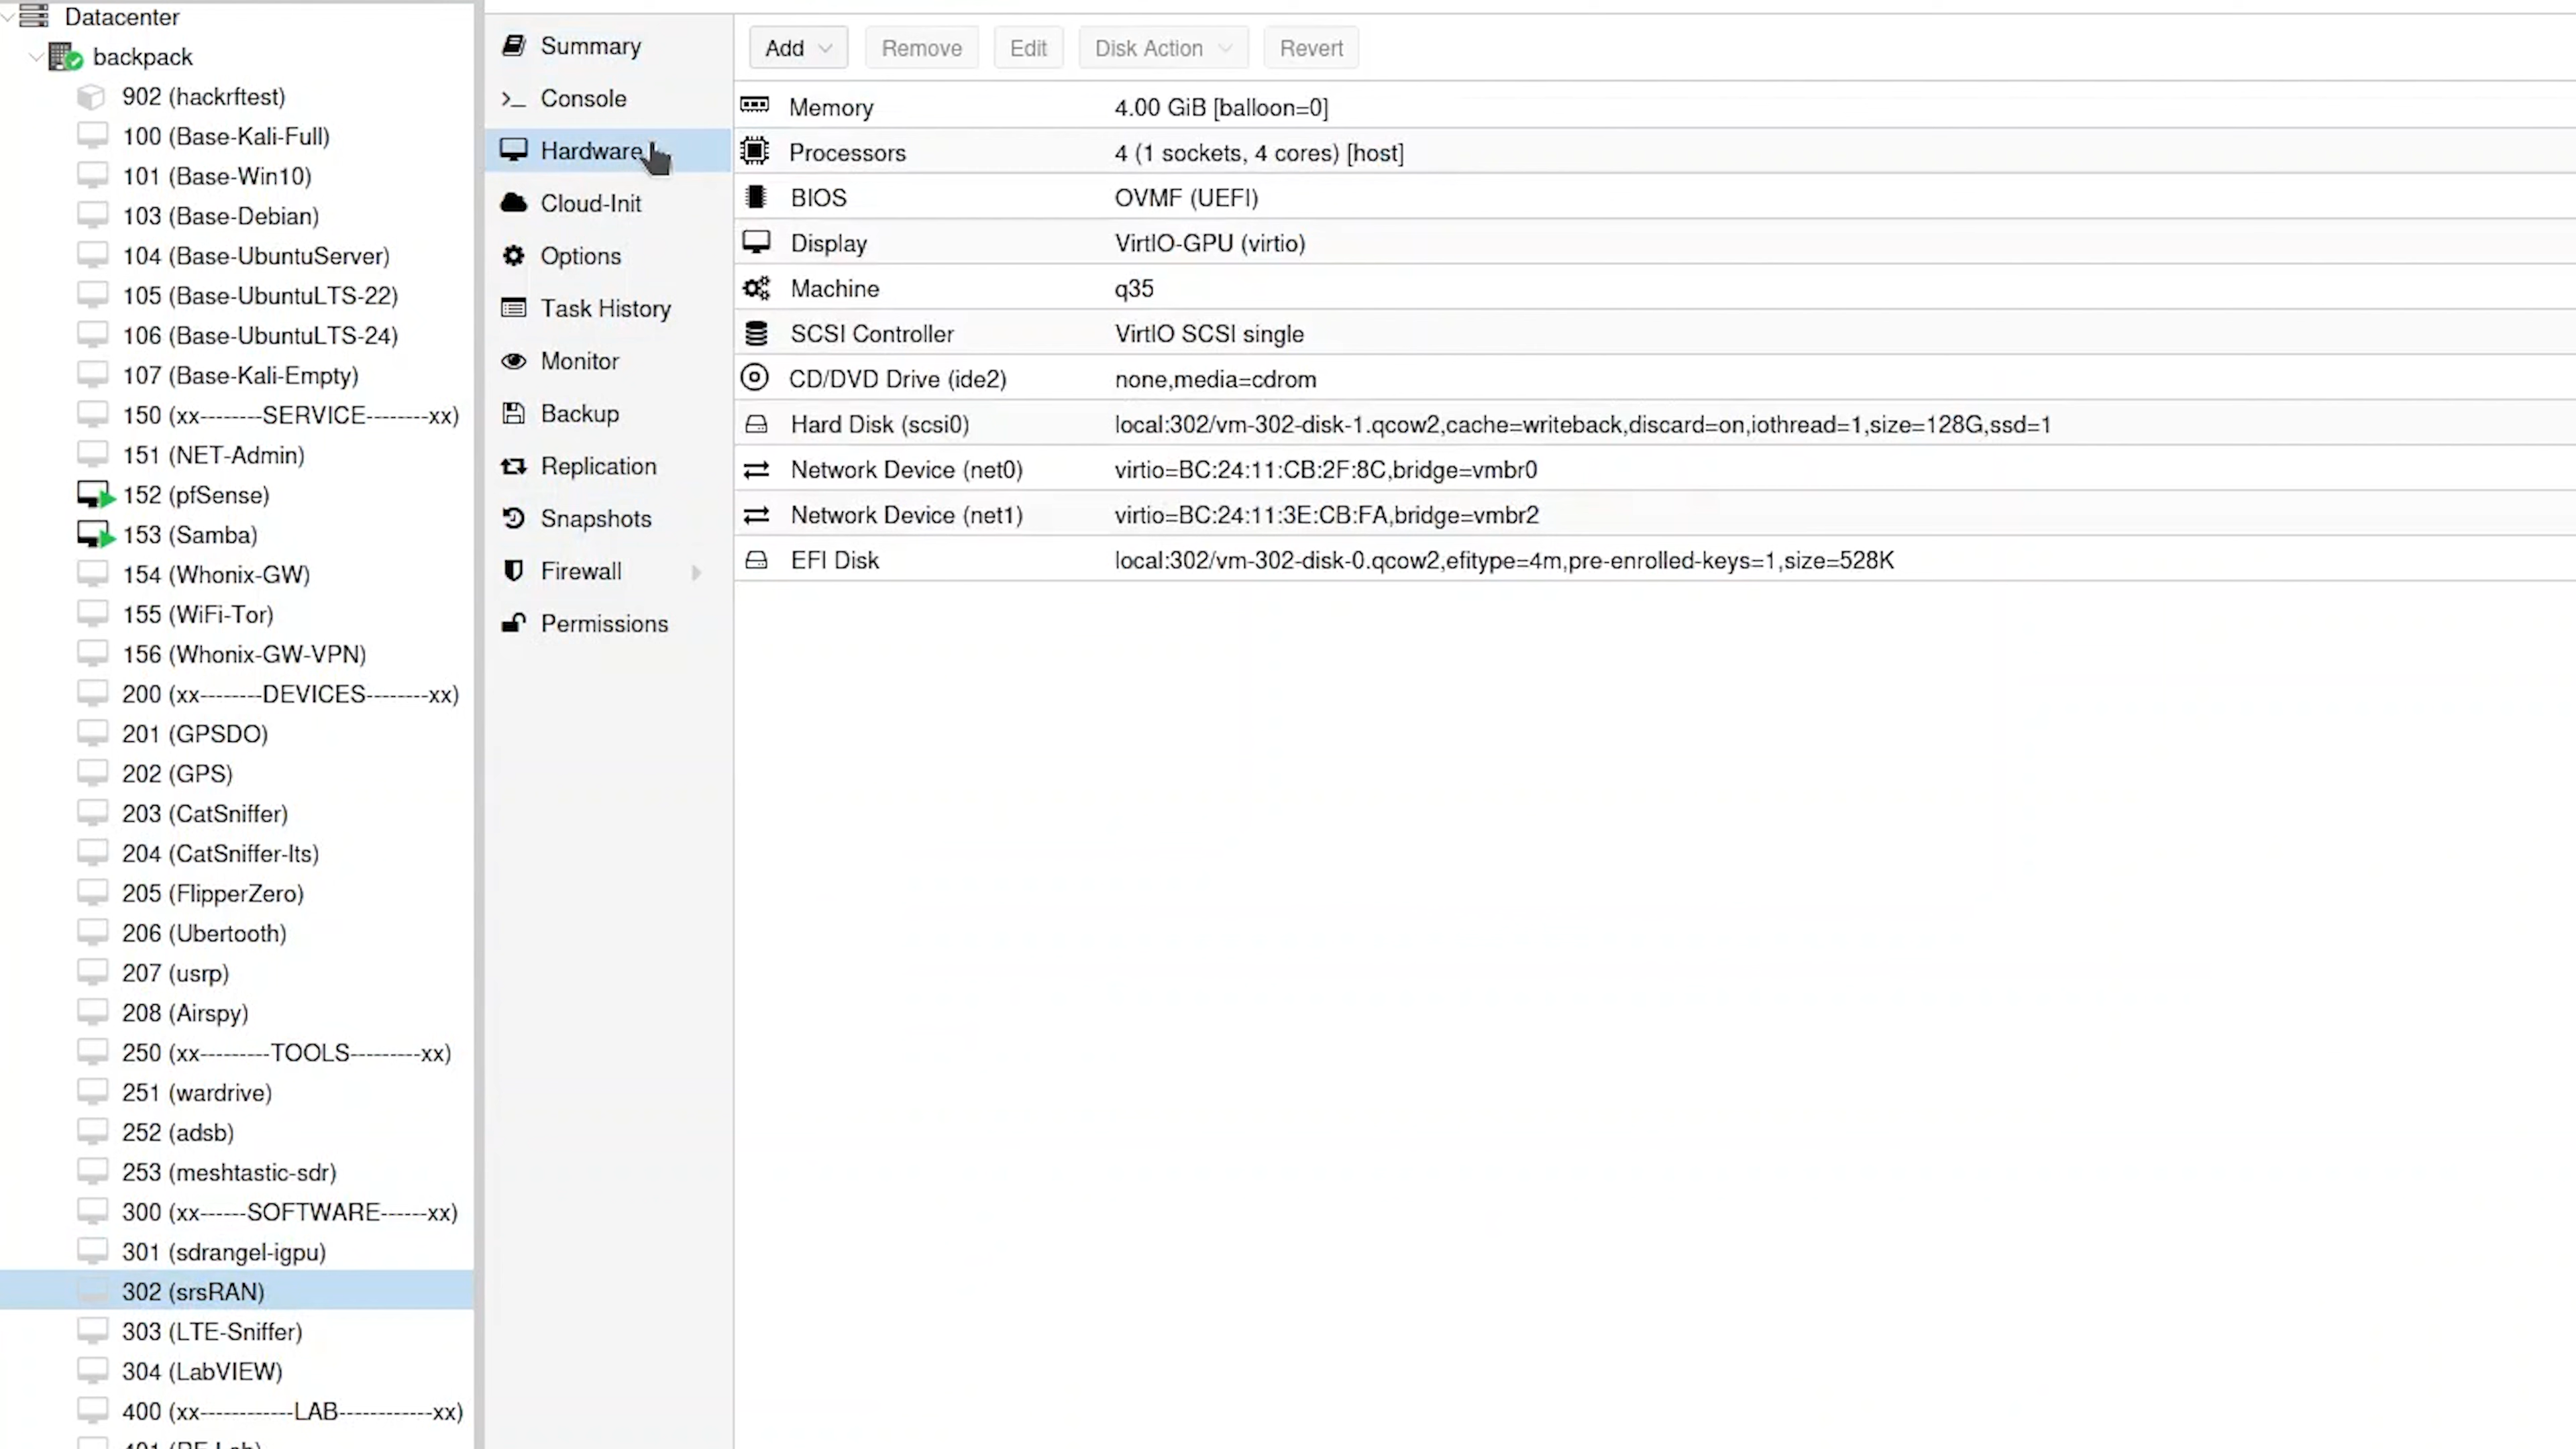 Datacenter
backpack
902 (hackrftest)
100 (Base-Kali-Full)
101 (Base-Win10)
103 (Base-Debian)
104 (Base-UbuntuServer)
105 (Base-UbuntuLTS-22)
106 (Base-UbuntuLTS-24)
107 (Base-Kali-Empty)
150 (xx--------SERVICE--------xx)
151 (NET-Admin)
152 (pfSense)
153 (Samba)
154 (Whonix-GW)
155 (WiFi-Tor)
156 (Whonix-GW-VPN)
200 (xx--------DEVICES--------xx)
201 (GPSDO)
202 (GPS)
203 (CatSniffer)
204 (CatSniffer-lts)
205 (FlipperZero)
206 (Ubertooth)
207 (usrp)
208 (Airspy)
250 (xx---------TOOLS---------xx)
251 (wardrive)
252 (adsb)
253 (meshtastic-sdr)
300 (xx------SOFTWARE------xx)
301 (sdrangel-igpu)
302 (srsRAN)
303 (LTE-Sniffer)
304 (LabVIEW)
400 (xx------------LAB------------xx)
Summary
Console
Hardware
Cloud-Init
Options
Task History
Monitor
Backup
Replication
Snapshots
Firewall
Permissions
Add Remove Edit Disk Action Revert
Memory 4.00 GiB [balloon=0]
Processors 4 (1 sockets, 4 cores) [host]
BIOS OVMF (UEFI)
Display VirtIO-GPU (virtio)
Machine q35
SCSI Controller VirtIO SCSI single
CD/DVD Drive (ide2) none,media=cdrom
Hard Disk (scsi0) local:302/vm-302-disk-1.qcow2,cache=writeback,discard=on,iothread=1,size=128G,ssd=1
Network Device (net0) virtio=BC:24:11:CB:2F:8C,bridge=vmbr0
Network Device (net1) virtio=BC:24:11:3E:CB:FA,bridge=vmbr2
EFI Disk local:302/vm-302-disk-0.qcow2,efitype=4m,pre-enrolled-keys=1,size=528K